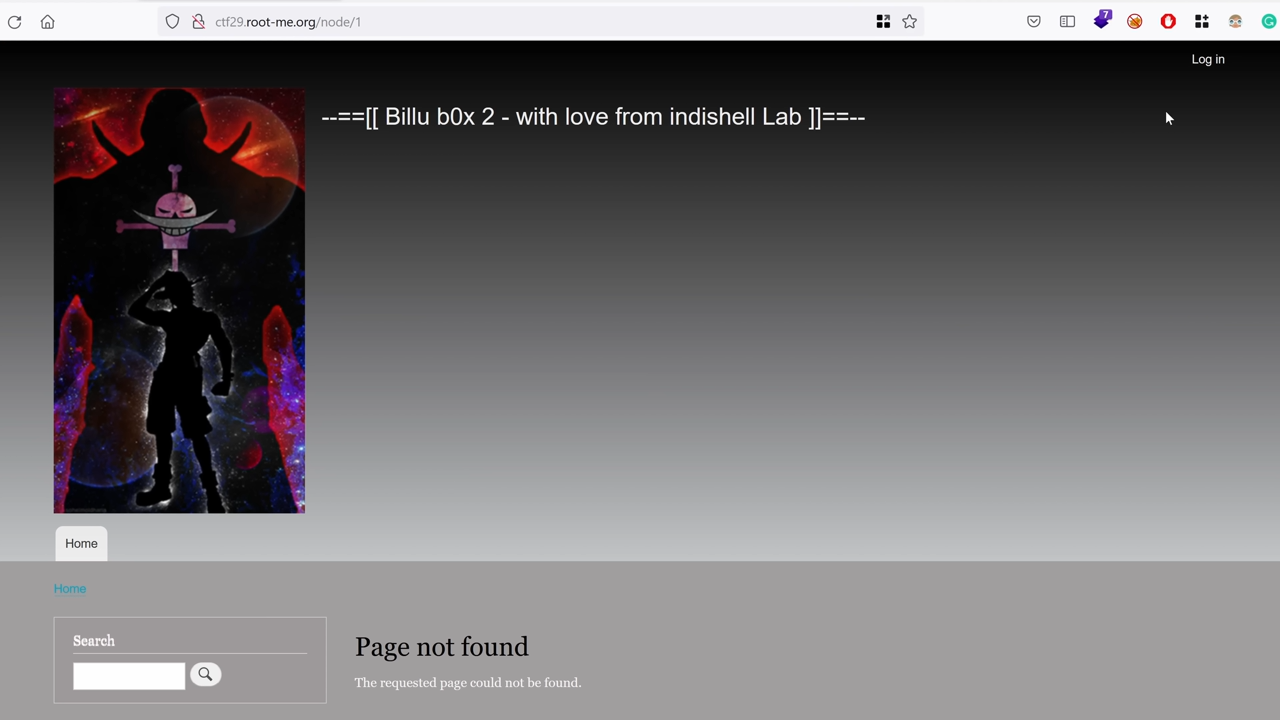 ctf29.root-me.org/node/1
7
Log in
--==[[ Billu b0x 2 - with love from indishell Lab ]]==--
Home
Home
Search
Page not found
The requested page could not be found.